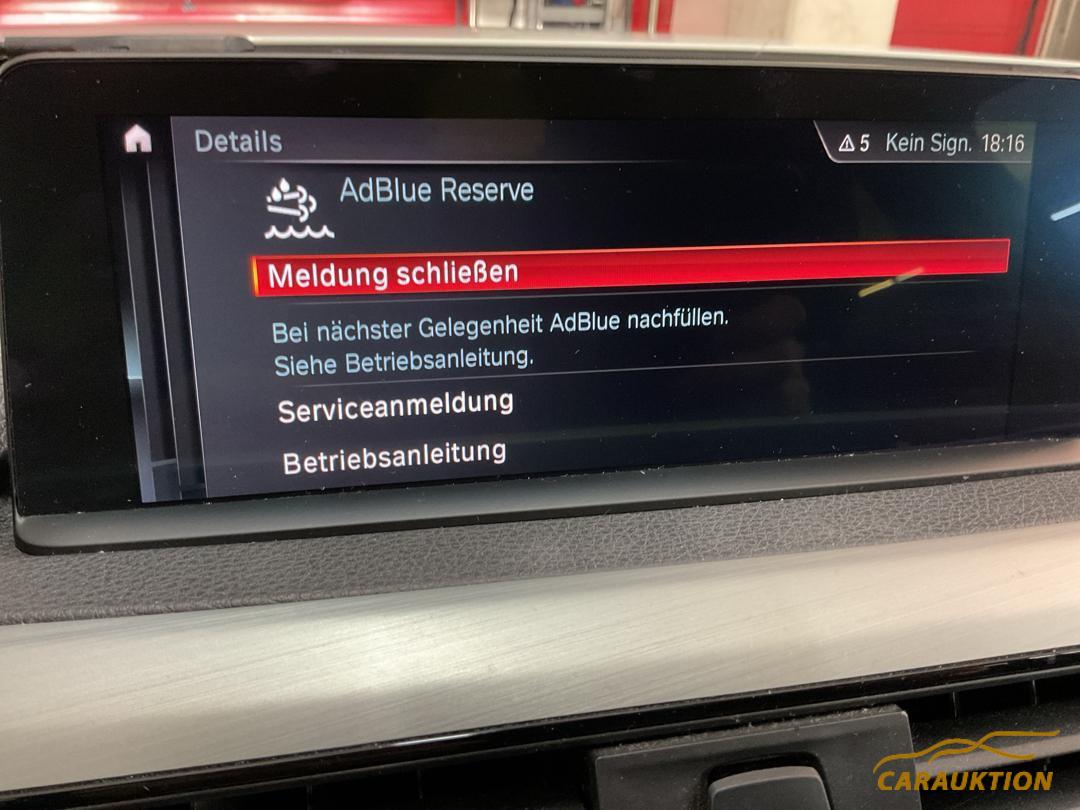 Details
5 Kein Sign. 18:16
AdBlue Reserve
Meldung schließen
Bei nächster Gelegenheit AdBlue nachfüllen.
Siehe Betriebsanleitung.
Serviceanmeldung
Betriebsanleitung
CARAUKTION